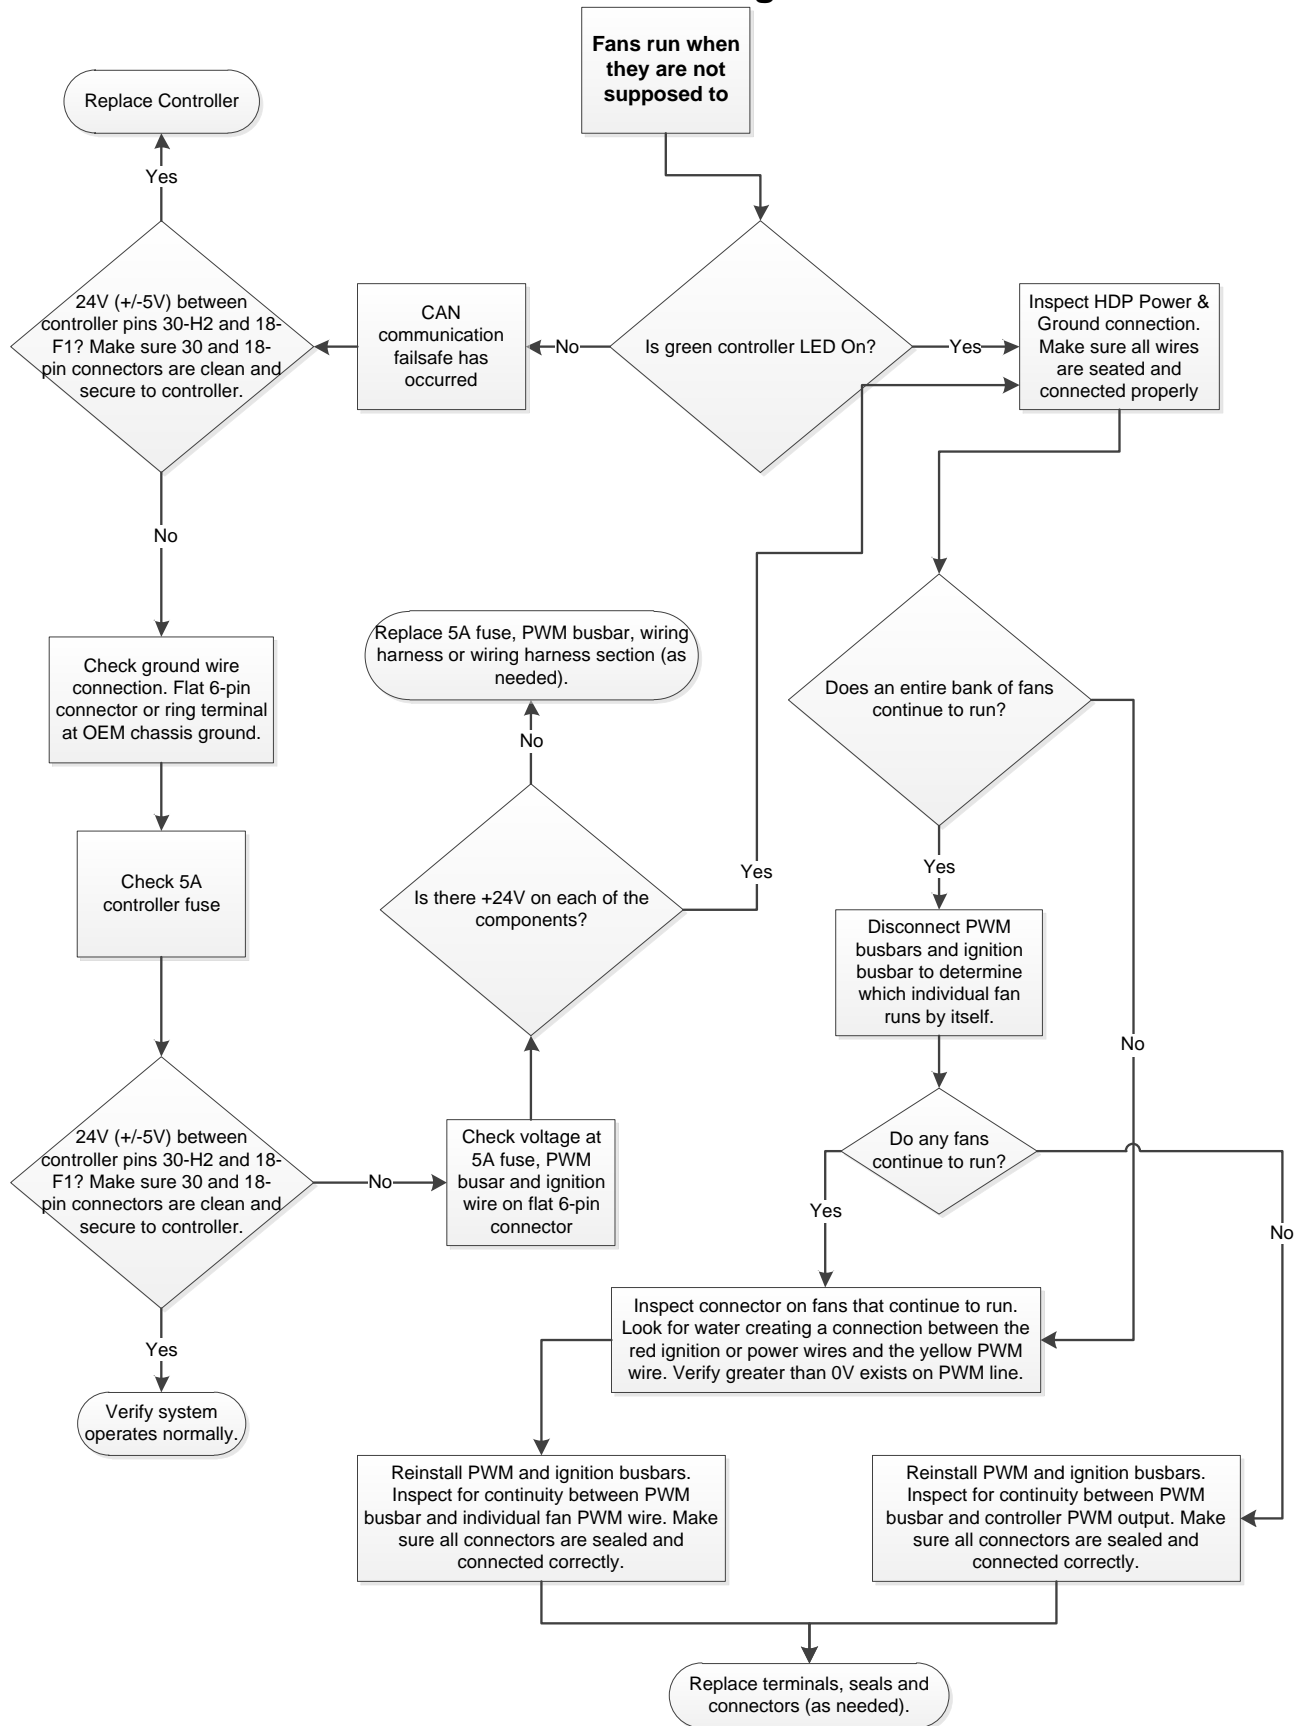 Fans run when
they are not
supposed to
Replace Controller
Yes
24V (+/-5V) between
controller pins 30-H2 and 18-
F1? Make sure 30 and 18-
pin connectors are clean and
secure to controller.
CAN
communication
failsafe has
occurred
No
Is green controller LED On?
Yes
Inspect HDP Power &
Ground connection.
Make sure all wires
are seated and
connected properly
No
Check ground wire
connection. Flat 6-pin
connector or ring terminal
at OEM chassis ground.
Replace 5A fuse, PWM busbar, wiring
harness or wiring harness section (as
needed).
Does an entire bank of fans
continue to run?
No
Check 5A
controller fuse
Is there +24V on each of the
components?
Yes
Yes
Disconnect PWM
busbars and ignition
busbar to determine
which individual fan
runs by itself.
No
24V (+/-5V) between
controller pins 30-H2 and 18-
F1? Make sure 30 and 18-
pin connectors are clean and
secure to controller.
No
Check voltage at
5A fuse, PWM
busar and ignition
wire on flat 6-pin
connector
Do any fans
continue to run?
Yes
No
Yes
Inspect connector on fans that continue to run.
Look for water creating a connection between the
red ignition or power wires and the yellow PWM
wire. Verify greater than 0V exists on PWM line.
Verify system
operates normally.
Reinstall PWM and ignition busbars.
Inspect for continuity between PWM
busbar and individual fan PWM wire. Make
sure all connectors are sealed and
connected correctly.
Reinstall PWM and ignition busbars.
Inspect for continuity between PWM
busbar and controller PWM output. Make
sure all connectors are sealed and
connected correctly.
Replace terminals, seals and
connectors (as needed).